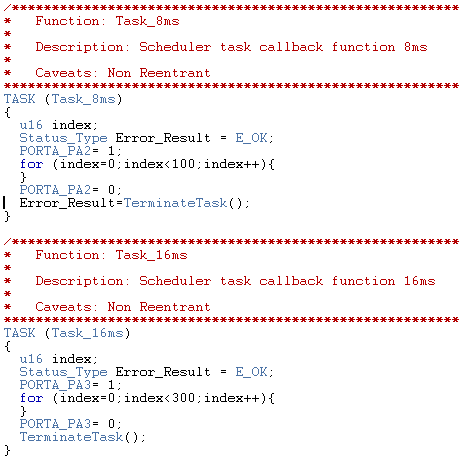 /******************************************************
*   Function: Task_8ms
*
*   Description: Scheduler task callback function 8ms
*
*   Caveats: Non Reentrant
*******************************************************
TASK (Task_8ms)
{
  u16 index;
  Status_Type Error_Result = E_OK;
  PORTA_PA2= 1;
  for (index=0;index<100;index++){
  }
  PORTA_PA2= 0;
  Error_Result=TerminateTask();
}
/******************************************************
*   Function: Task_16ms
*
*   Description: Scheduler task callback function 16ms
*
*   Caveats: Non Reentrant
*******************************************************
TASK (Task_16ms)
{
  u16 index;
  Status_Type Error_Result = E_OK;
  PORTA_PA3= 1;
  for (index=0;index<300;index++){
  }
  PORTA_PA3= 0;
  TerminateTask();
}